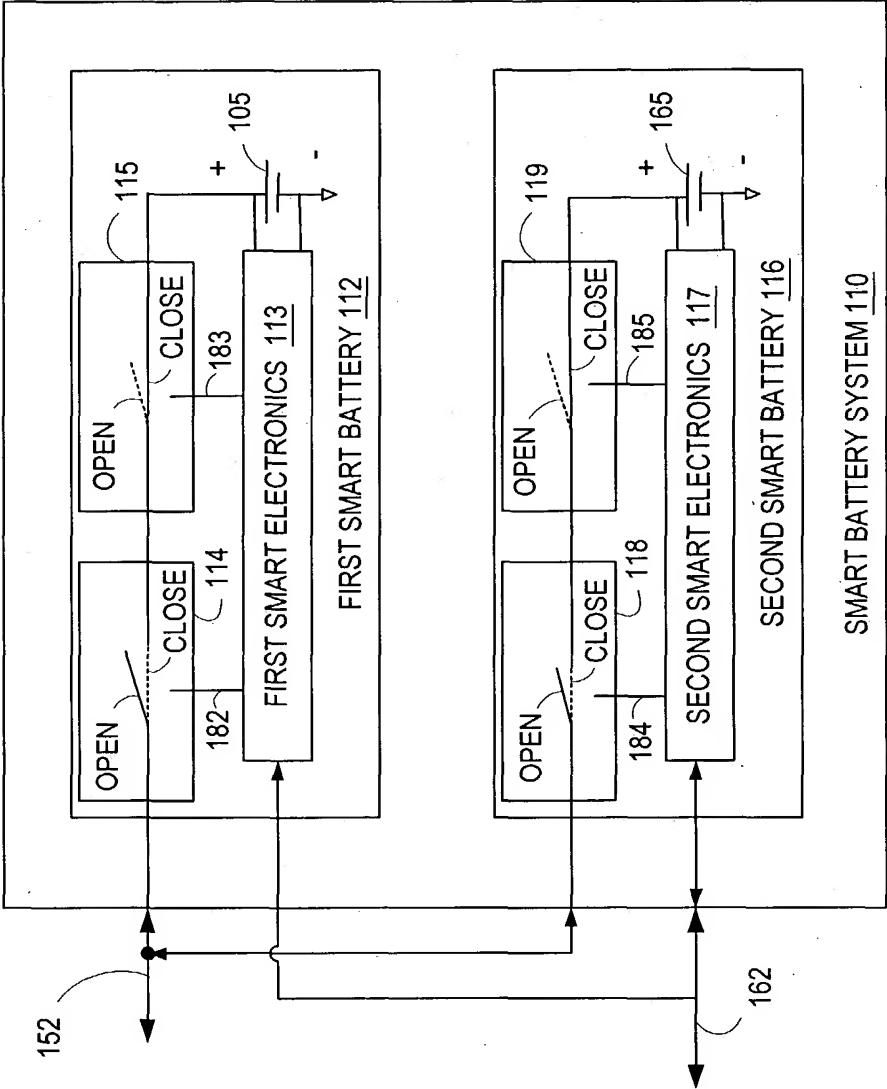 115
105
+
-
OPEN
CLOSE
183
OPEN
CLOSE
114
182
FIRST SMART ELECTRONICS 113
FIRST SMART BATTERY 112
119
165
+
-
OPEN
CLOSE
185
OPEN
CLOSE
118
184
SECOND SMART ELECTRONICS 117
SECOND SMART BATTERY 116
SMART BATTERY SYSTEM 110
152
162